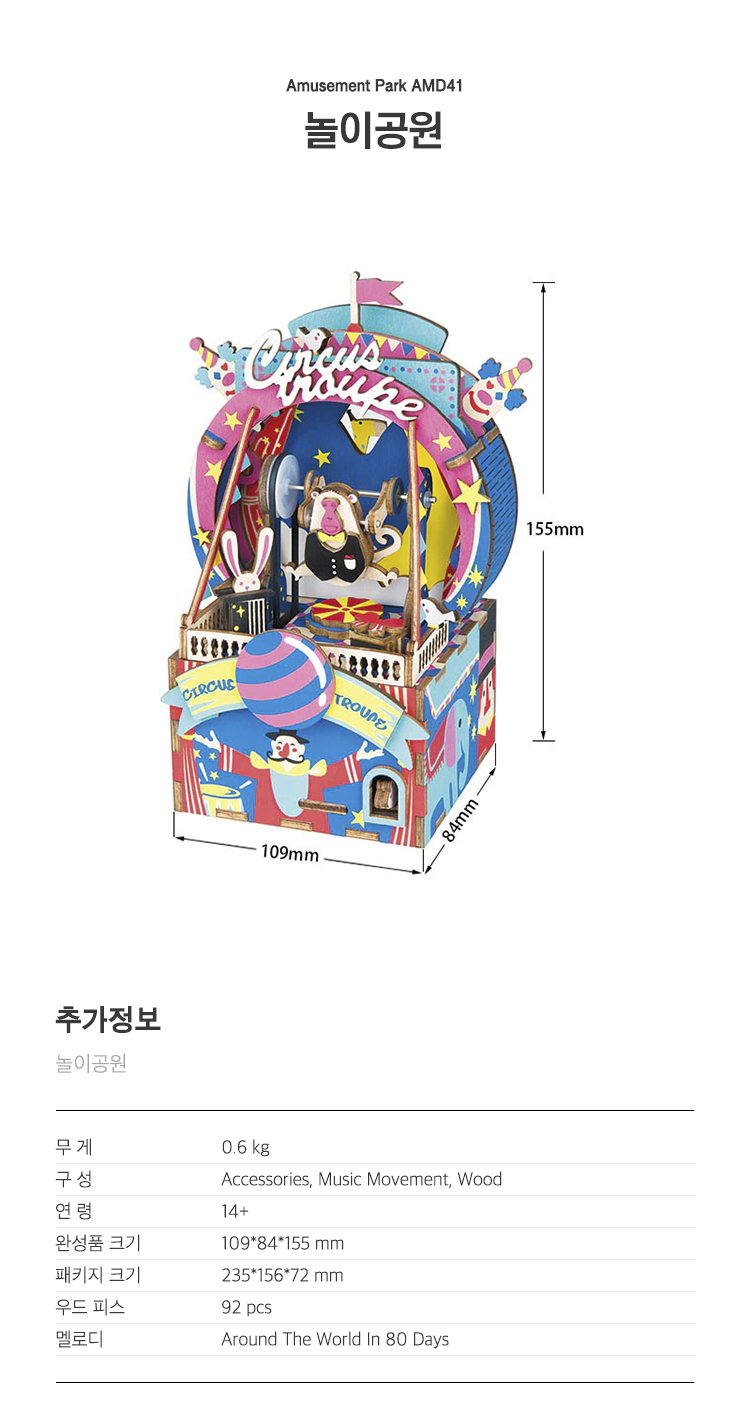 Amusement Park AMD41
놀이공원
Circus
troupe
155mm
CIRCUS
TROUPE
109mm
84mm
추가정보
놀이공원
무 게 0.6 kg
구 성 Accessories, Music Movement, Wood
연 령 14+
완성품 크기 109*84*155 mm
패키지 크기 235*156*72 mm
우드 피스 92 pcs
멜로디 Around The World In 80 Days